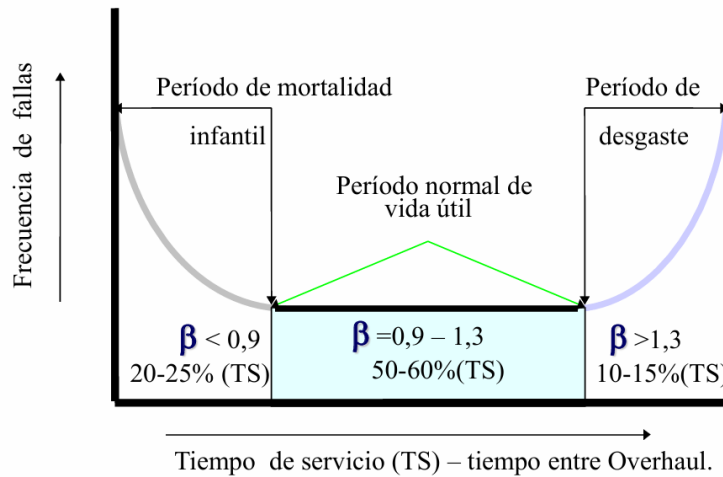 Frecuencia de fallas
Período de mortalidad
infantil
Período normal de
vida útil
Período de
desgaste
β < 0,9
20-25% (TS)
β =0,9 – 1,3
50-60%(TS)
β >1,3
10-15%(TS)
Tiempo de servicio (TS) – tiempo entre Overhaul.